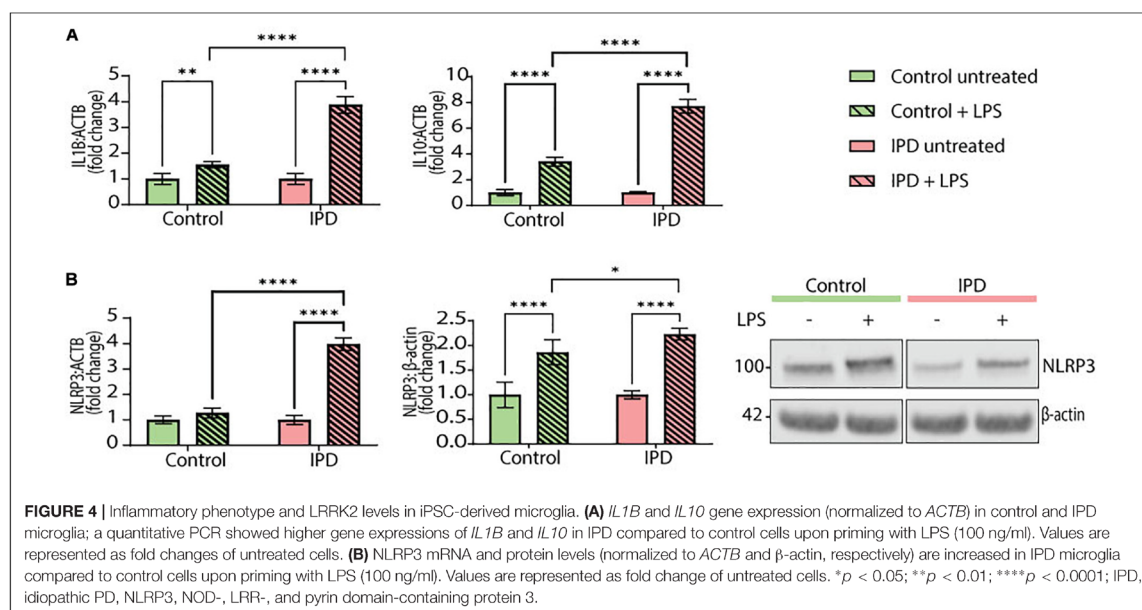 A
IL1B:ACTB
(fold change)
5
4
3
2
1
0
**
****
****
Control
IPD
IL10:ACTB
(fold change)
10
8
6
4
2
0
****
****
****
Control
IPD
Control untreated
Control + LPS
IPD untreated
IPD + LPS
B
NLRP3:ACTB
(fold change)
5
4
3
2
1
0
****
****
Control
IPD
NLRP3:β-actin
(fold change)
2.5
2.0
1.5
1.0
0.5
0.0
****
****
*
Control
IPD
Control
IPD
LPS - + - +
100
NLRP3
42
β-actin
FIGURE 4 | Inflammatory phenotype and LRRK2 levels in iPSC-derived microglia. (A) IL1B and IL10 gene expression (normalized to ACTB) in control and IPD
microglia; a quantitative PCR showed higher gene expressions of IL1B and IL10 in IPD compared to control cells upon priming with LPS (100 ng/ml). Values are
represented as fold changes of untreated cells. (B) NLRP3 mRNA and protein levels (normalized to ACTB and β-actin, respectively) are increased in IPD microglia
compared to control cells upon priming with LPS (100 ng/ml). Values are represented as fold change of untreated cells. *p < 0.05; **p < 0.01; ****p < 0.0001; IPD,
idiopathic PD, NLRP3, NOD-, LRR-, and pyrin domain-containing protein 3.